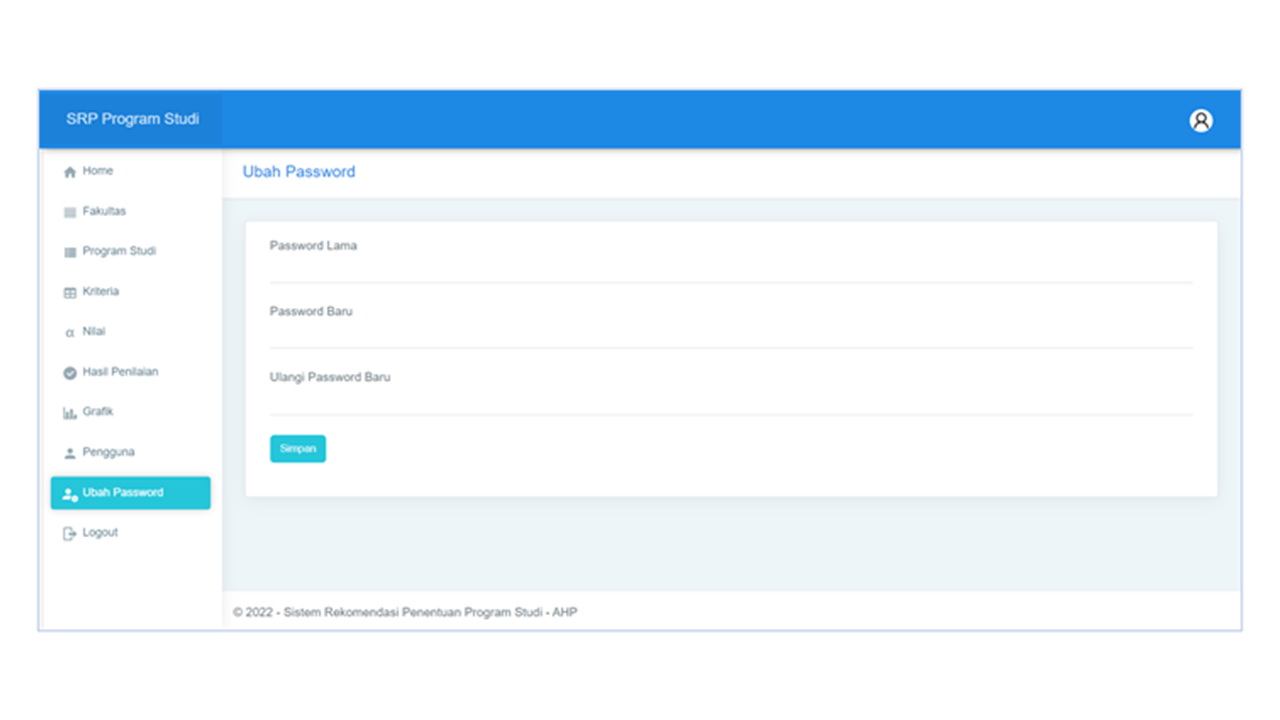 SRP Program Studi
Home
Fakultas
Program Studi
Kriteria
α Nilai
Hasil Penilaian
Grafik
Pengguna
Ubah Password
Logout
Ubah Password
Password Lama
Password Baru
Ulangi Password Baru
Simpan
© 2022 - Sistem Rekomendasi Penentuan Program Studi - AHP